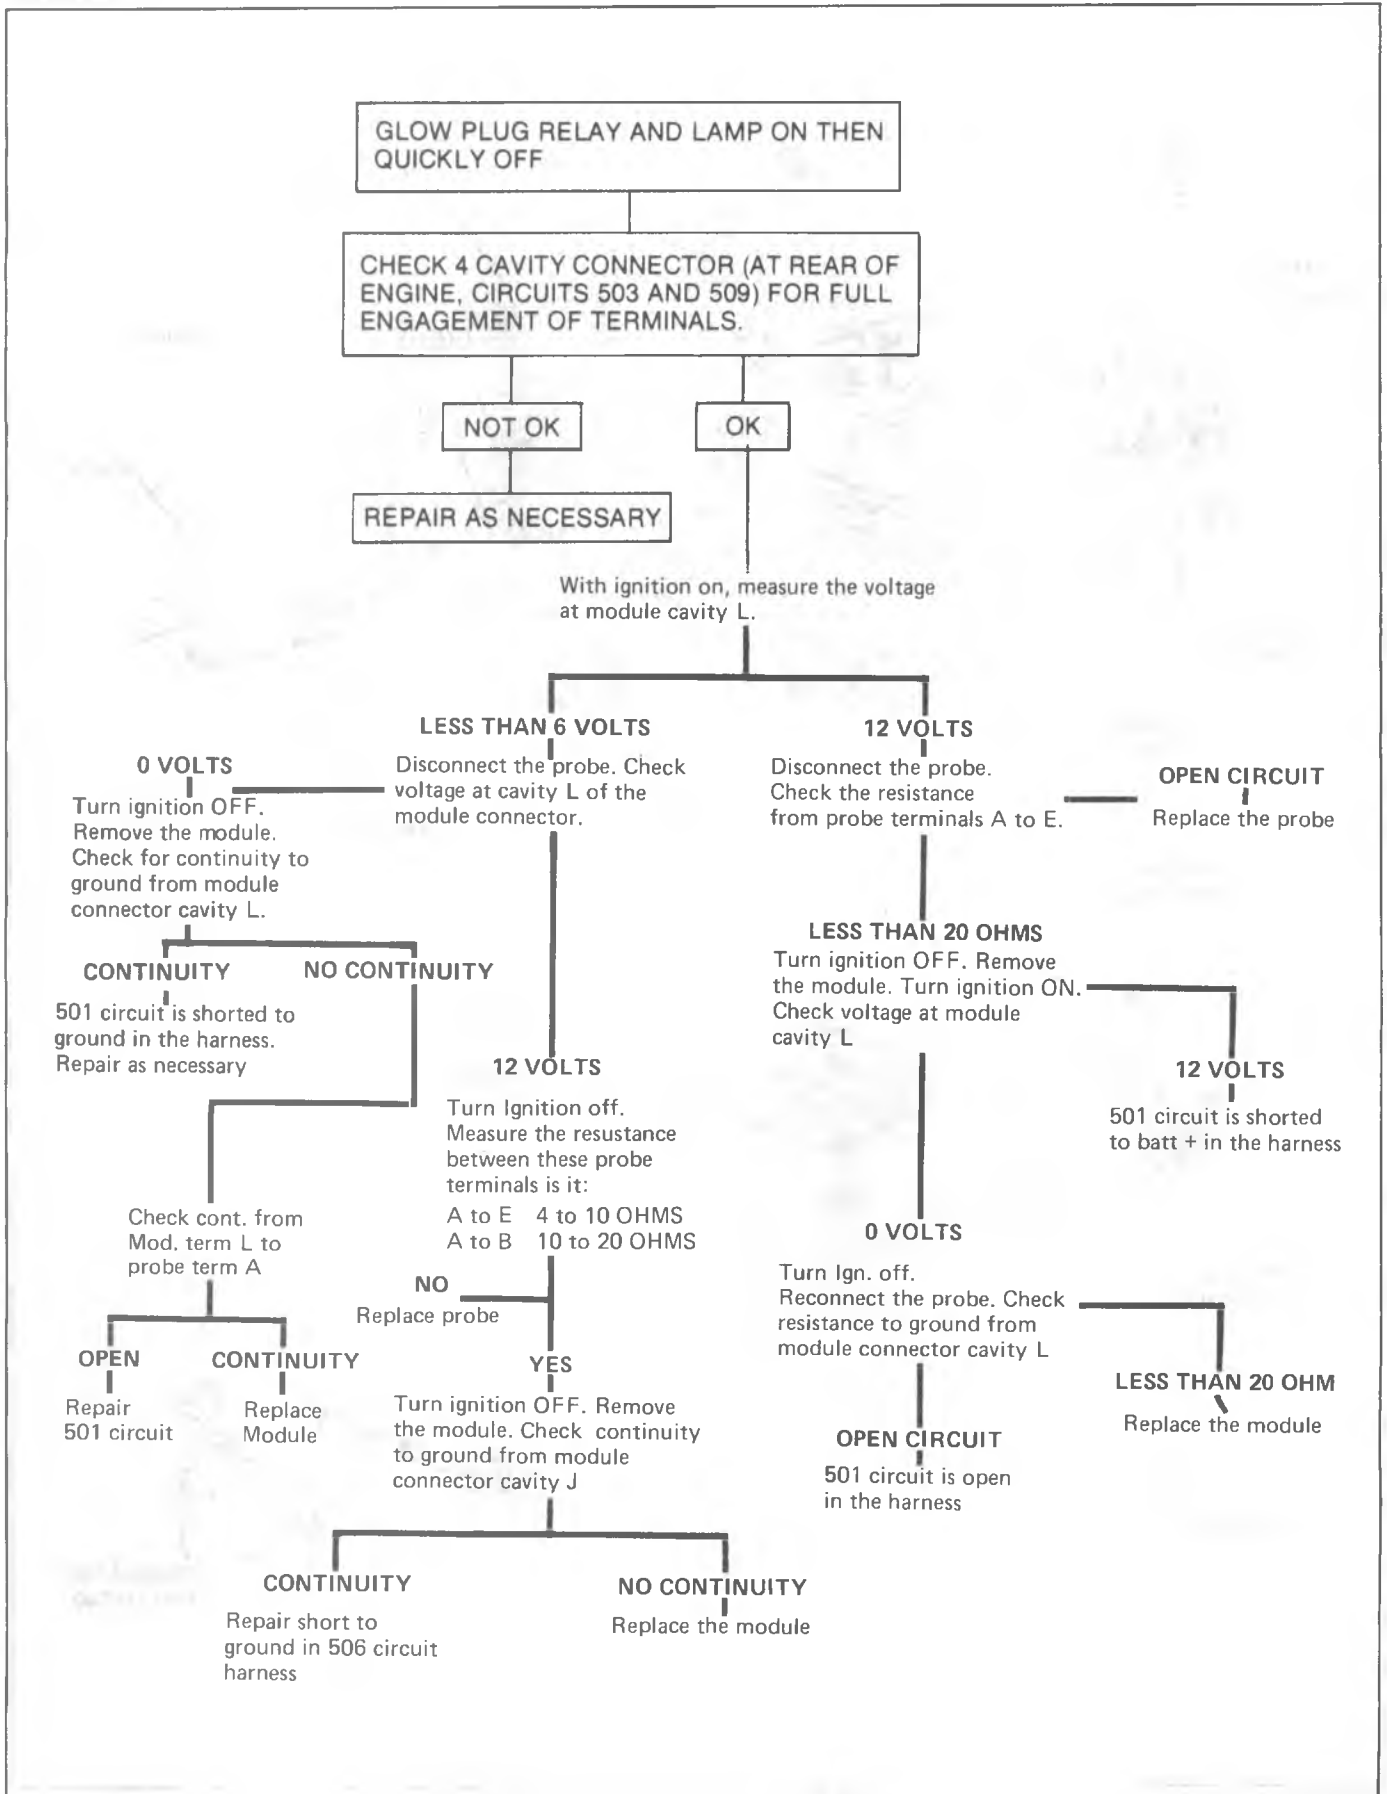 GLOW PLUG RELAY AND LAMP ON THEN
QUICKLY OFF
CHECK 4 CAVITY CONNECTOR (AT REAR OF
ENGINE, CIRCUITS 503 AND 509) FOR FULL
ENGAGEMENT OF TERMINALS.
NOT OK
OK
REPAIR AS NECESSARY
With ignition on, measure the voltage
at module cavity L.
LESS THAN 6 VOLTS
Disconnect the probe. Check
voltage at cavity L of the
module connector.
0 VOLTS
Turn ignition OFF.
Remove the module.
Check for continuity to
ground from module
connector cavity L.
CONTINUITY
501 circuit is shorted to
ground in the harness.
Repair as necessary
NO CONTINUITY
Check cont. from
Mod. term L to
probe term A
OPEN
Repair
501 circuit
CONTINUITY
Replace
Module
12 VOLTS
Turn Ignition off.
Measure the resustance
between these probe
terminals is it:
A to E 4 to 10 OHMS
A to B 10 to 20 OHMS
NO
Replace probe
YES
Turn ignition OFF. Remove
the module. Check continuity
to ground from module
connector cavity J
CONTINUITY
Repair short to
ground in 506 circuit
harness
NO CONTINUITY
Replace the module
12 VOLTS
Disconnect the probe.
Check the resistance
from probe terminals A to E.
OPEN CIRCUIT
Replace the probe
LESS THAN 20 OHMS
Turn ignition OFF. Remove
the module. Turn ignition ON.
Check voltage at module
cavity L
12 VOLTS
501 circuit is shorted
to batt + in the harness
0 VOLTS
Turn Ign. off.
Reconnect the probe. Check
resistance to ground from
module connector cavity L
LESS THAN 20 OHM
Replace the module
OPEN CIRCUIT
501 circuit is open
in the harness